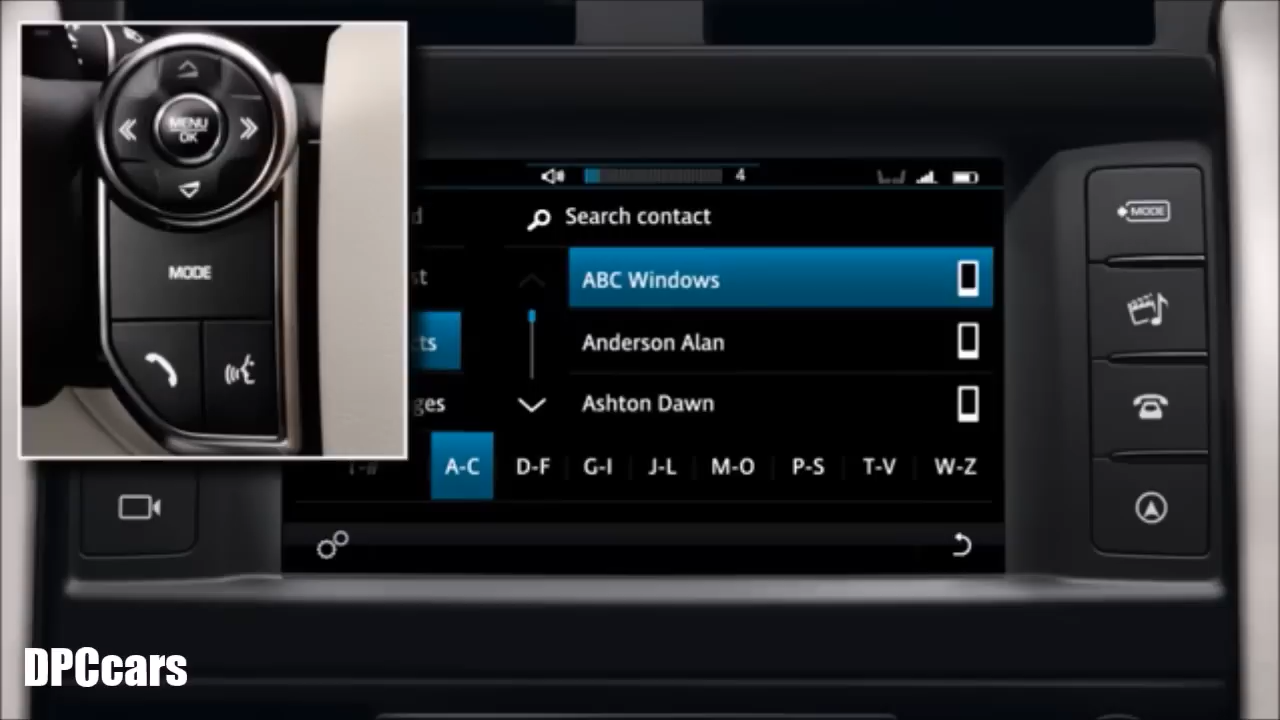 MENU
OK
MODE
4
Search contact
ABC Windows
Anderson Alan
Ashton Dawn
A-C D-F G-I J-L M-O P-S T-V W-Z
MODE
DPCcars